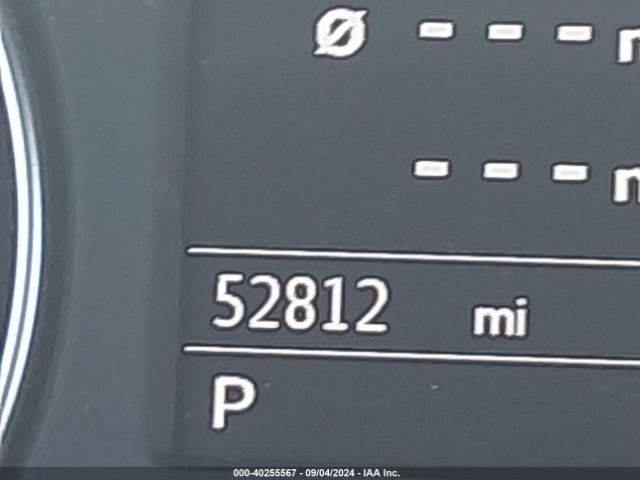 Ø - - - m
- - - m
52812 mi
P
000-40255567 - 09/04/2024 - IAA Inc.